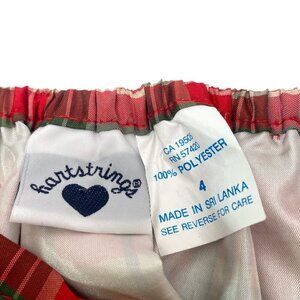 hartstrings®
CA 19505
RN 57420
100% POLYESTER
4
MADE IN SRI LANKA
SEE REVERSE FOR CARE